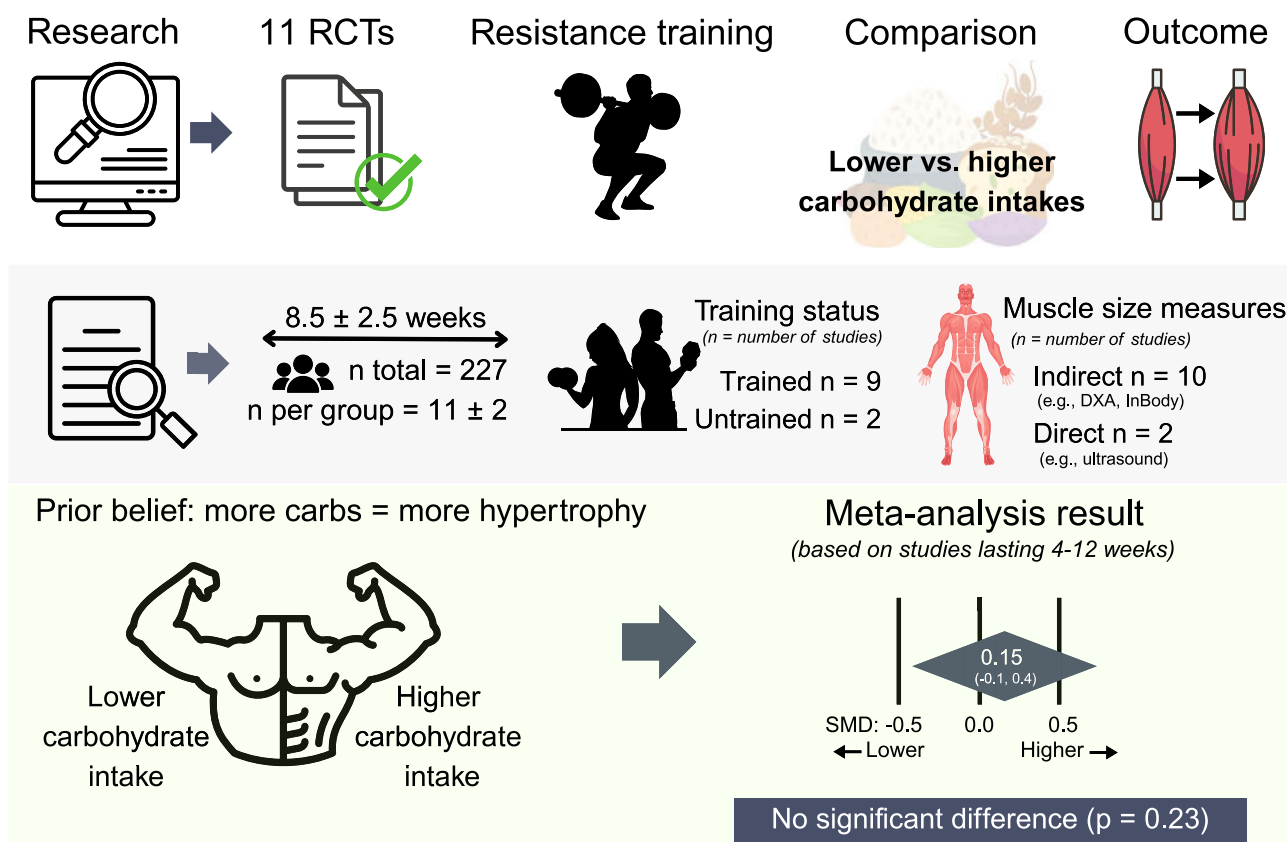 Research
11 RCTs
Resistance training
Comparison
Outcome
Lower vs. higher
carbohydrate intakes
8.5 ± 2.5 weeks
n total = 227
n per group = 11 ± 2
Training status
(n = number of studies)
Trained n = 9
Untrained n = 2
Muscle size measures
(n = number of studies)
Indirect n = 10
(e.g., DXA, InBody)
Direct n = 2
(e.g., ultrasound)
Prior belief: more carbs = more hypertrophy
Lower
carbohydrate
intake
Higher
carbohydrate
intake
Meta-analysis result
(based on studies lasting 4-12 weeks)
0.15
(-0.1, 0.4)
SMD: -0.5 0.0 0.5
Lower Higher
No significant difference (p = 0.23)